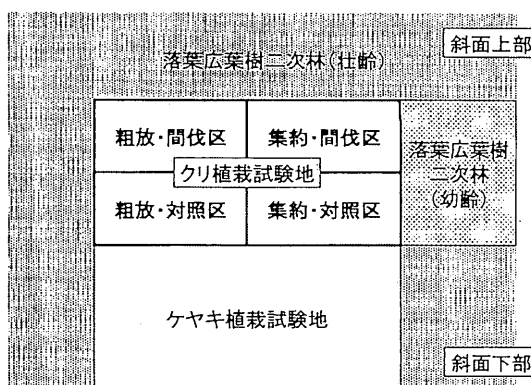 斜面上部
落葉広葉樹二次林(壮齢)
粗放・間伐区
集約・間伐区
落葉広葉樹
二次林
(幼齢)
クリ植栽試験地
粗放・対照区
集約・対照区
ケヤキ植栽試験地
斜面下部